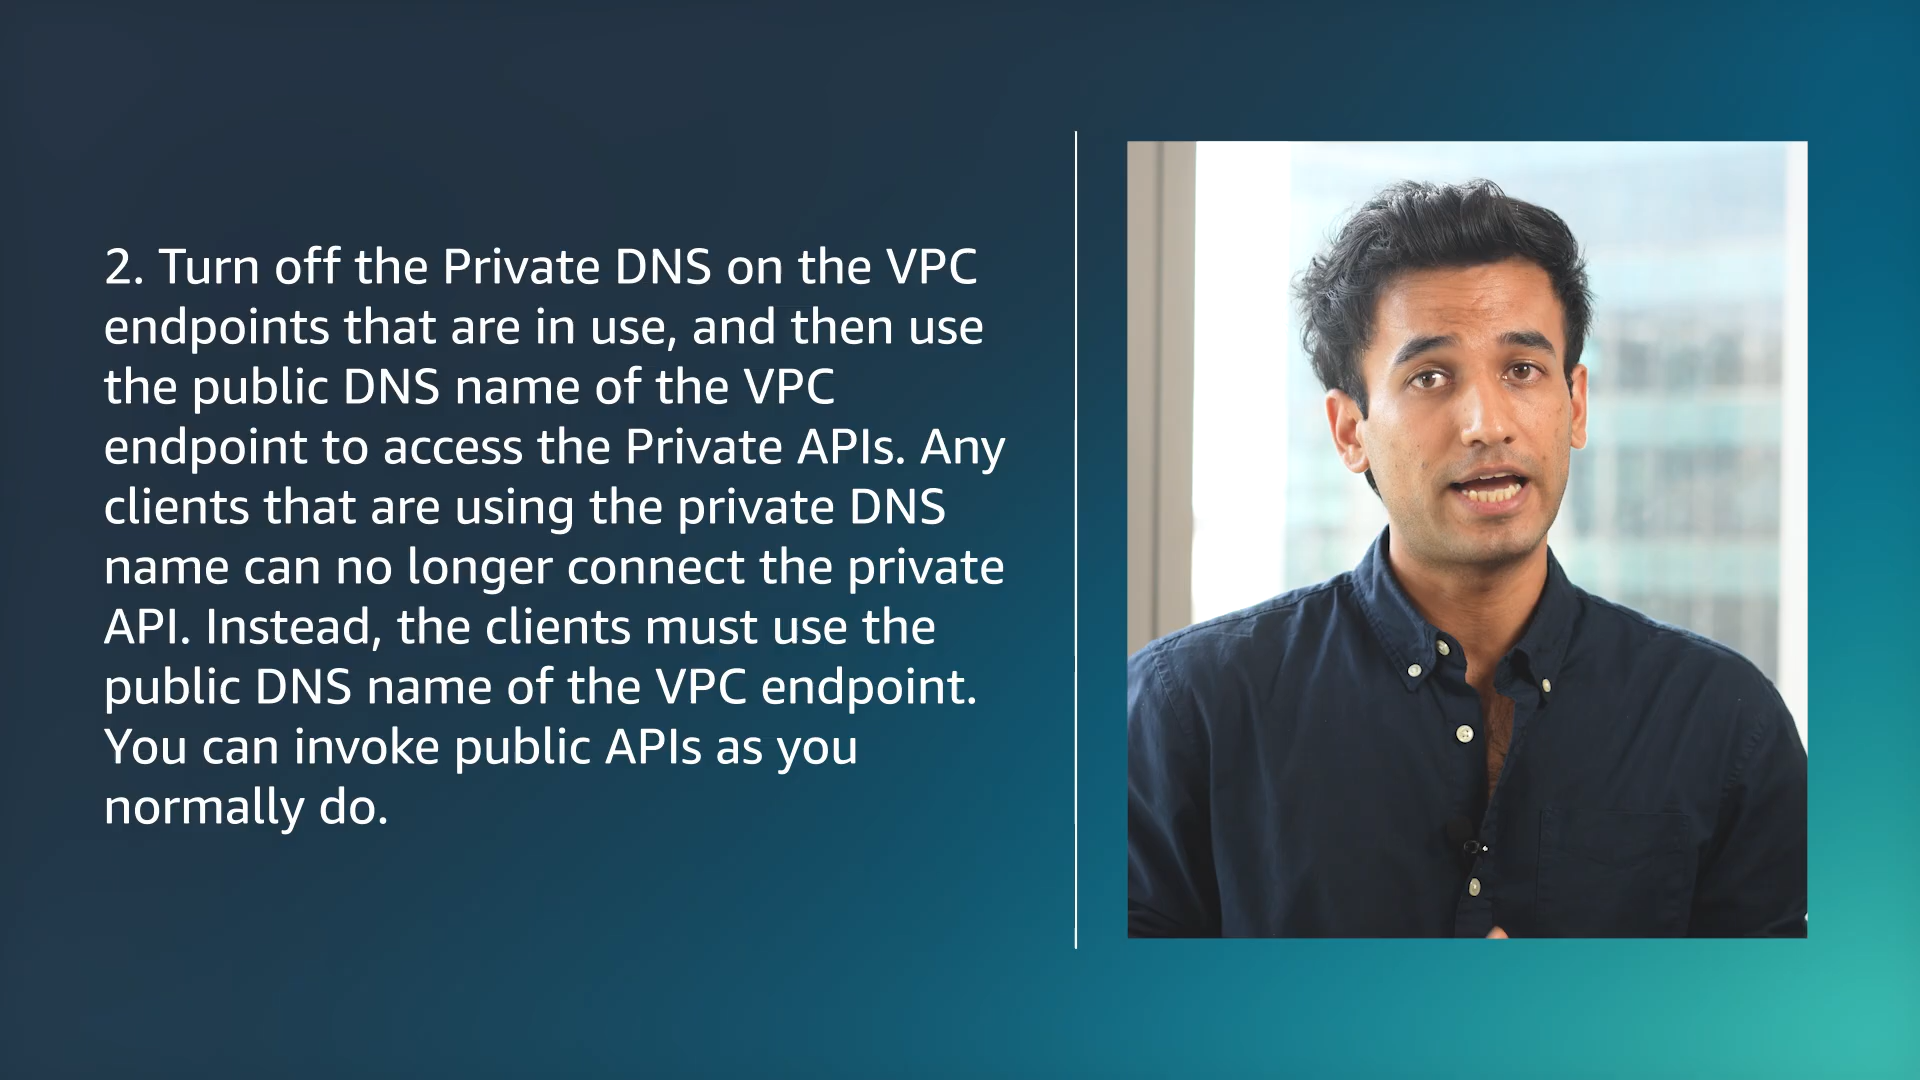 2. Turn off the Private DNS on the VPC
endpoints that are in use, and then use
the public DNS name of the VPC
endpoint to access the Private APIs. Any
clients that are using the private DNS
name can no longer connect the private
API. Instead, the clients must use the
public DNS name of the VPC endpoint.
You can invoke public APIs as you
normally do.